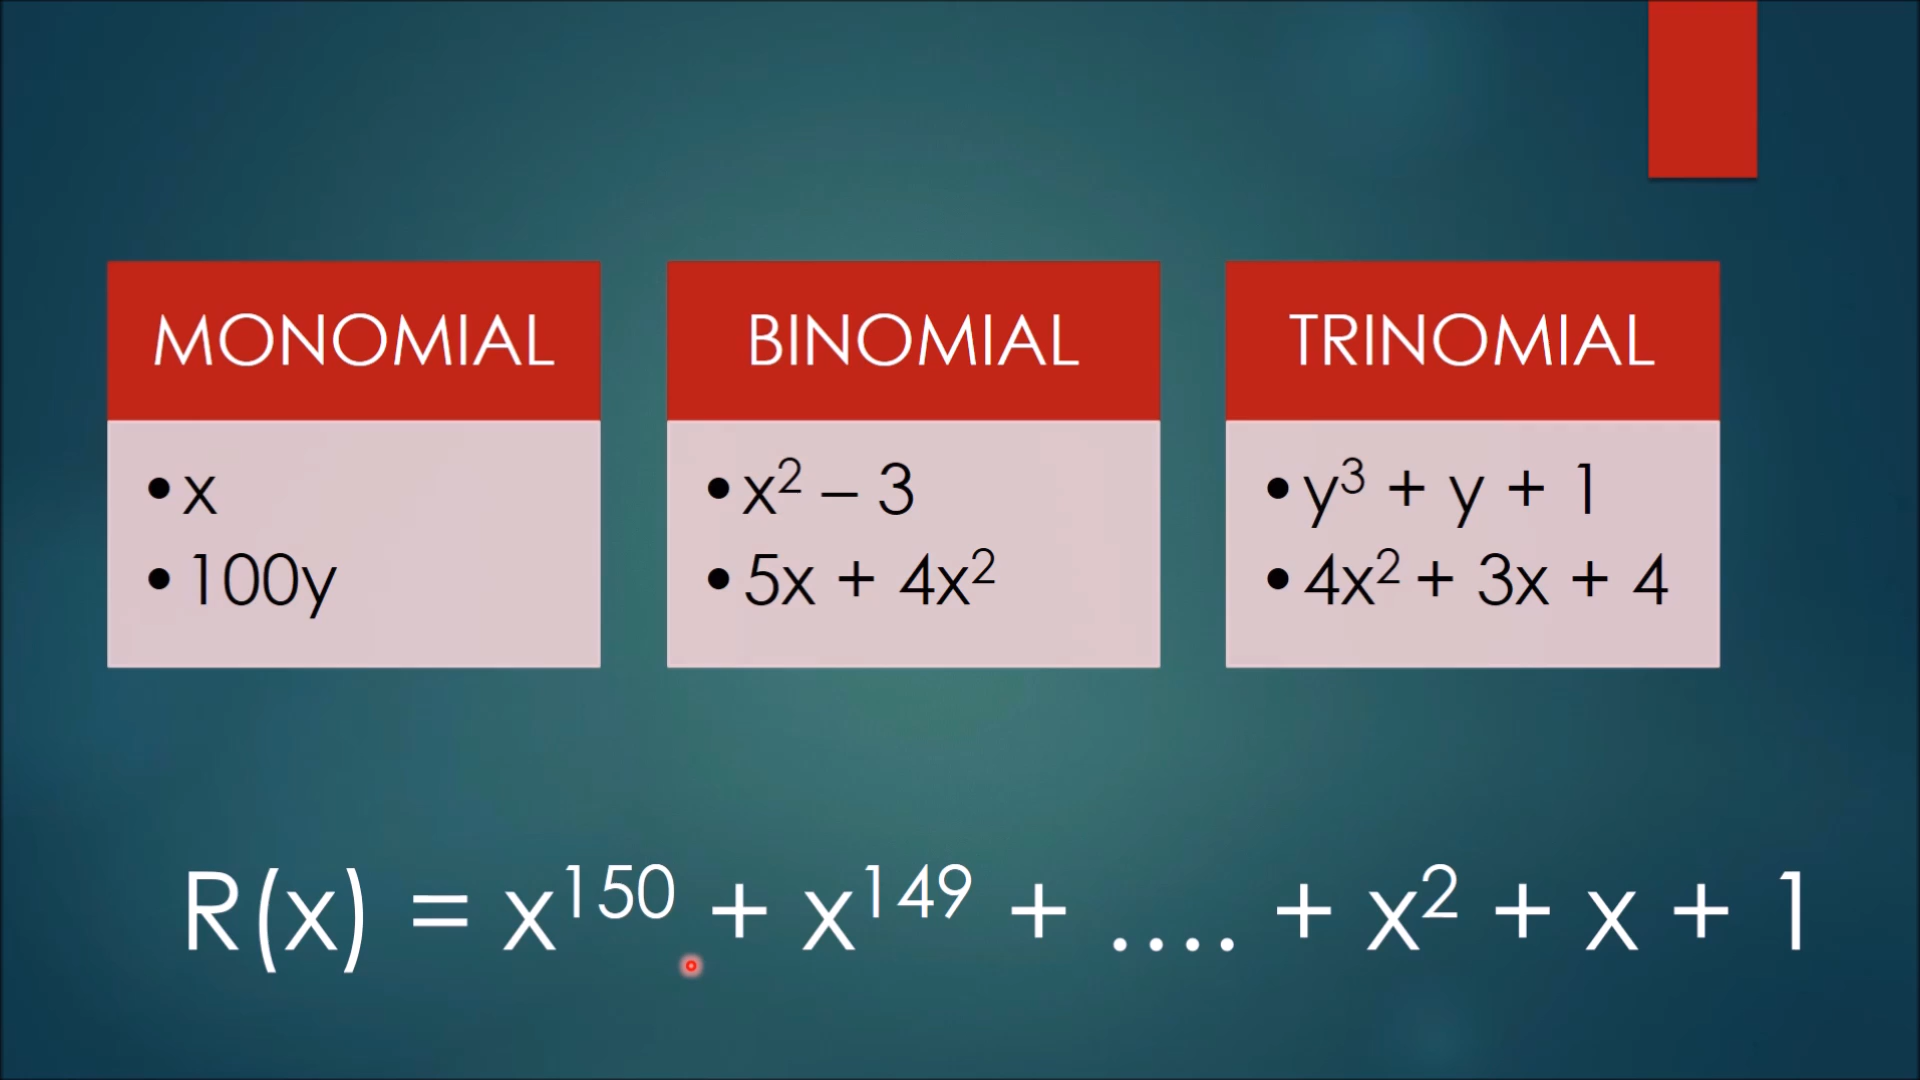 MONOMIAL
• x
• 100y
BINOMIAL
• x² – 3
• 5x + 4x²
TRINOMIAL
• y³ + y + 1
• 4x² + 3x + 4
R(x) = x¹⁵⁰ + x¹⁴⁹ + .... + x² + x + 1